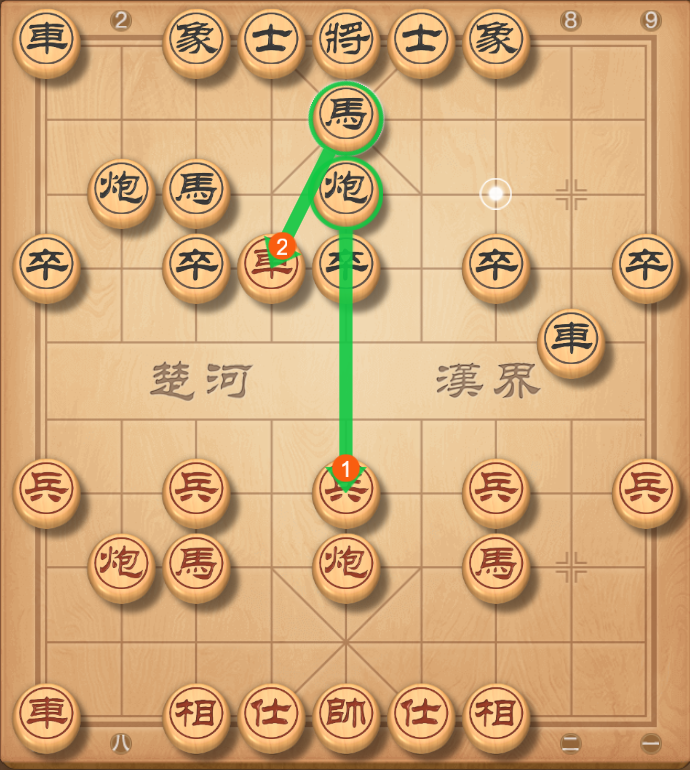 2 8 9
車 象 士 將 士 象
馬
炮 馬 炮
卒 卒 車 2 卒 卒 卒
車
楚河 漢界
兵 兵 兵 1 兵 兵
炮 馬 炮 馬
車 相 仕 帥 仕 相
八 二 一